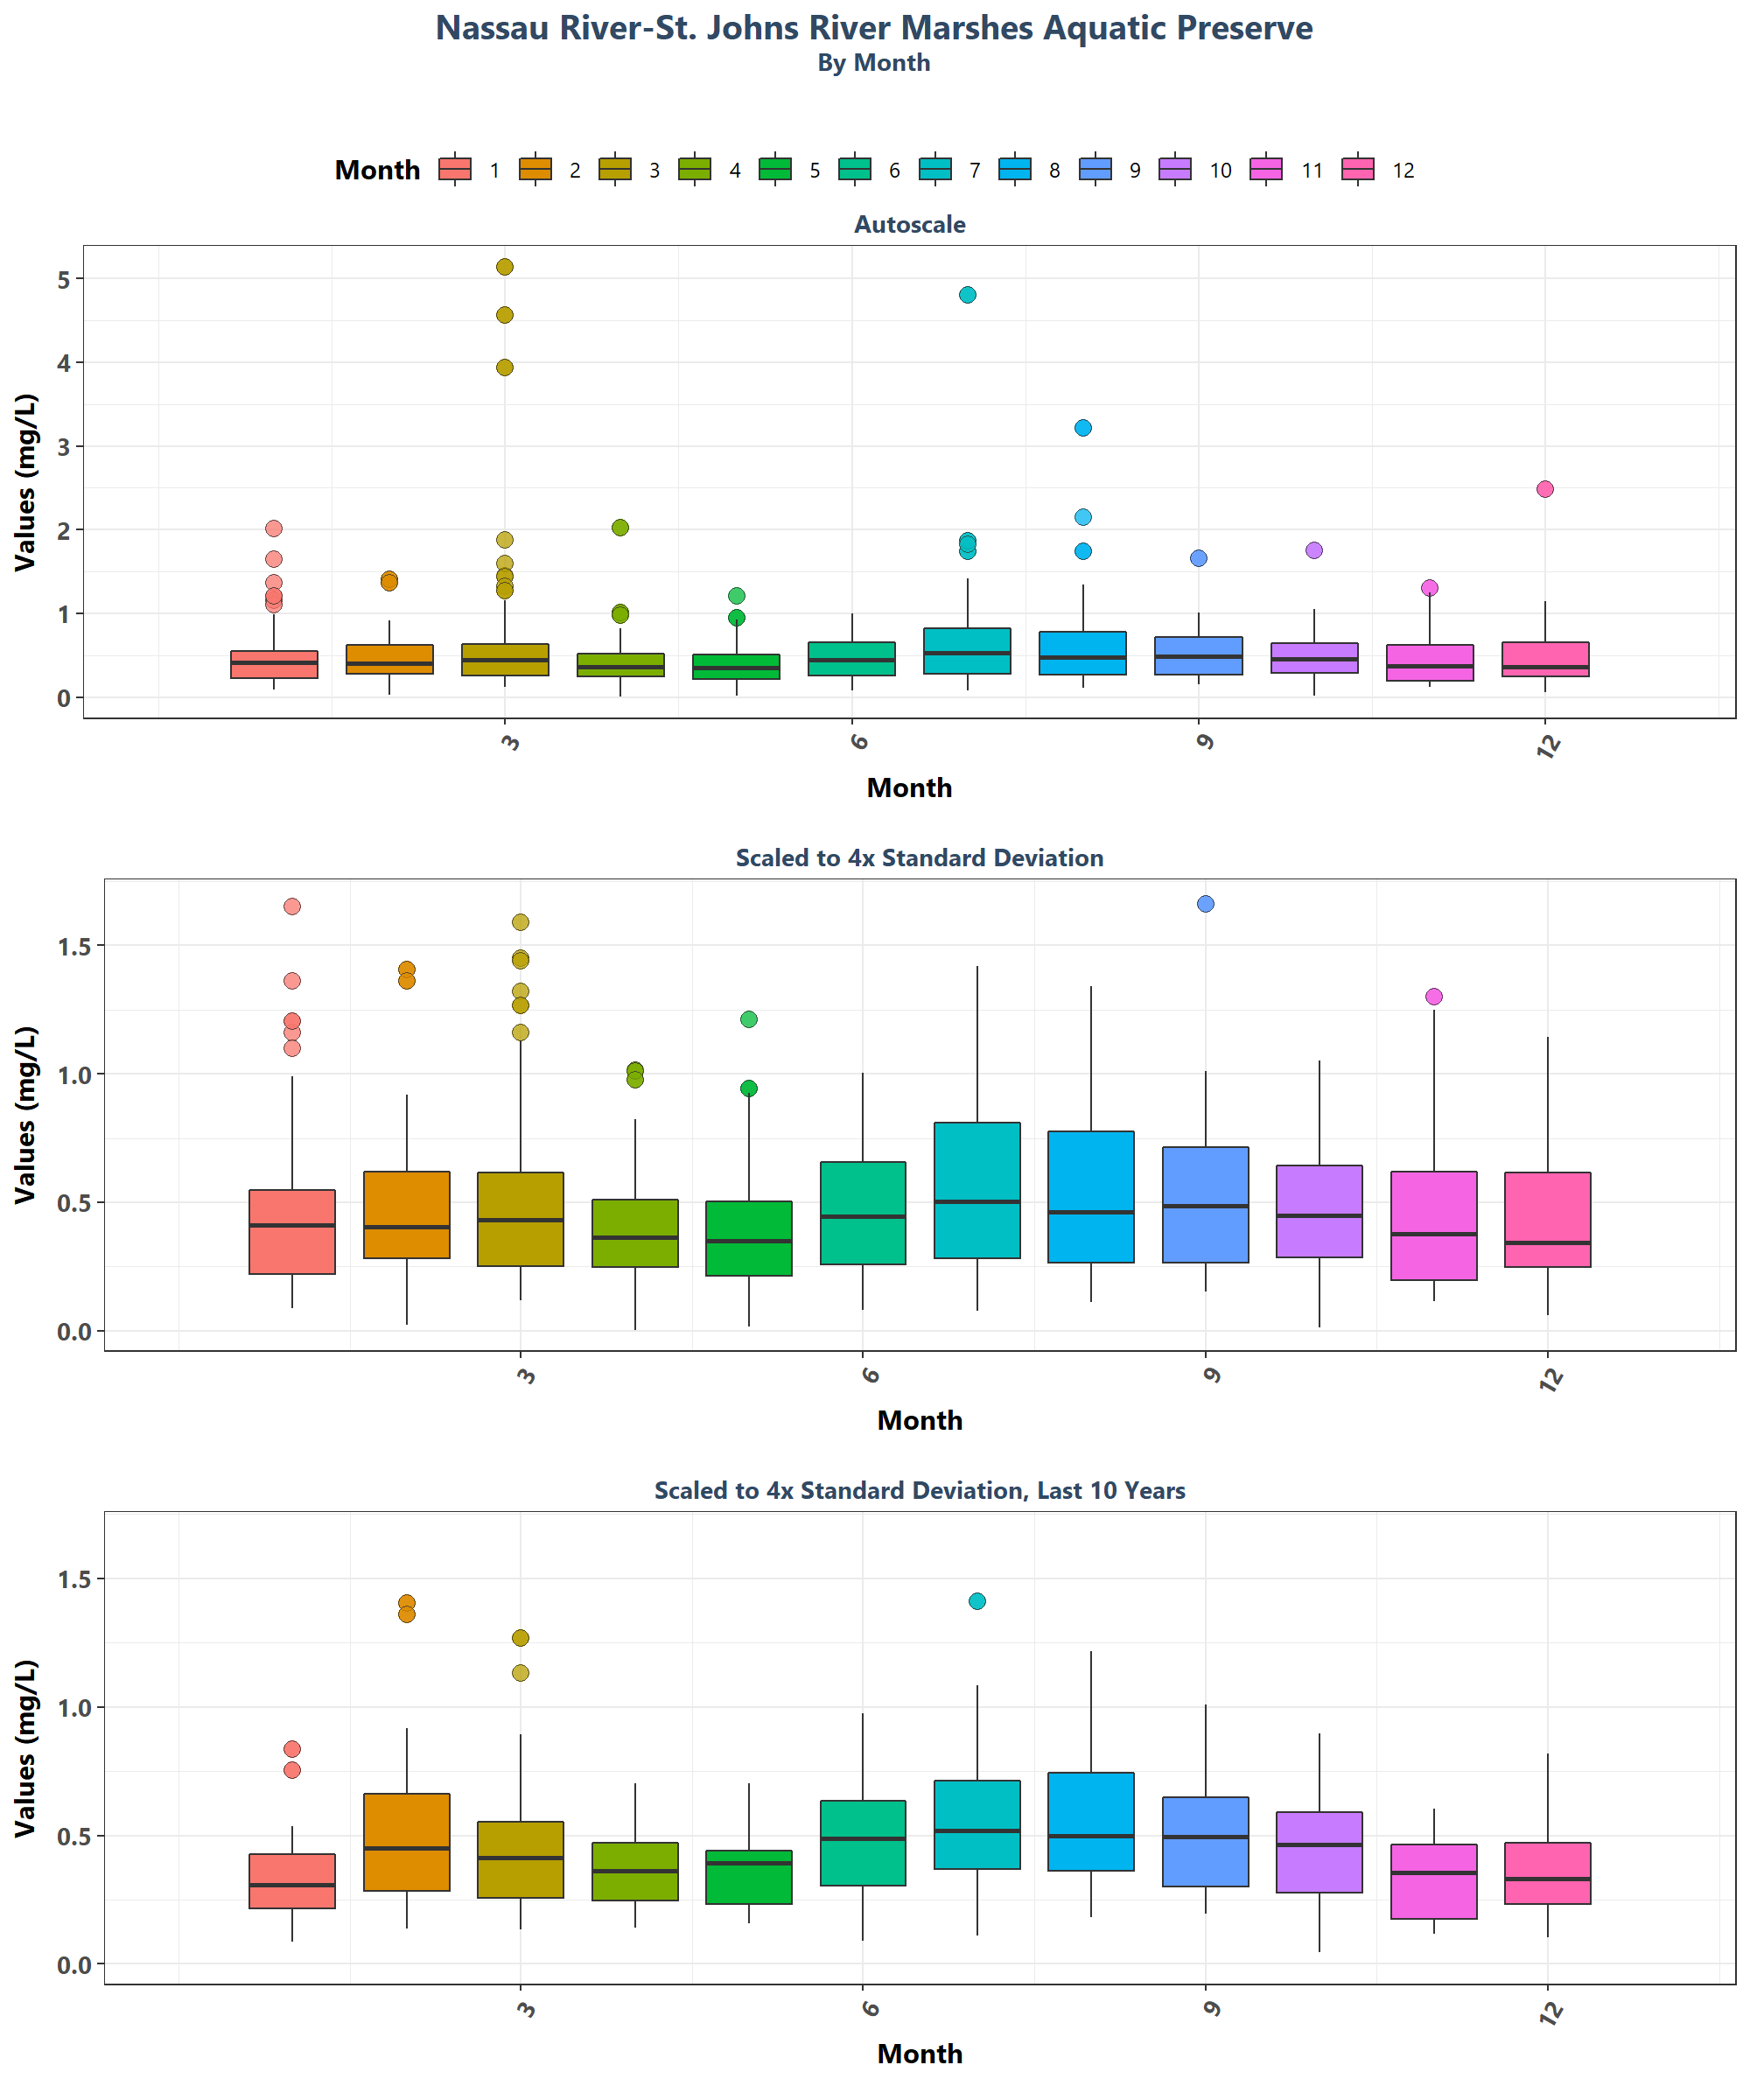 Nassau River-St. Johns River Marshes Aquatic Preserve
By Month
Month 1 2 3 4 5 6 7 8 9 10 11 12
Autoscale
Values (mg/L)
5
4
3
2
1
0
3 6 9 12
Month
Scaled to 4x Standard Deviation
Values (mg/L)
1.5
1.0
0.5
0.0
3 6 9 12
Month
Scaled to 4x Standard Deviation, Last 10 Years
Values (mg/L)
1.5
1.0
0.5
0.0
3 6 9 12
Month